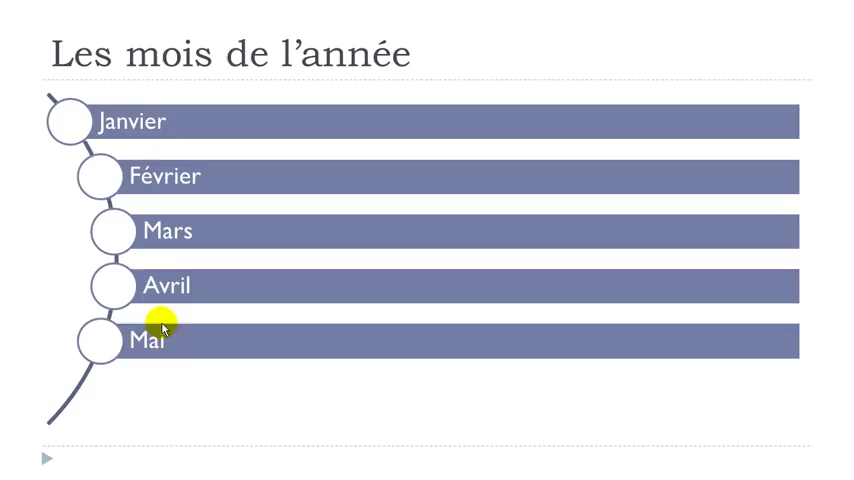 Les mois de l’année
Janvier
Février
Mars
Avril
Mai